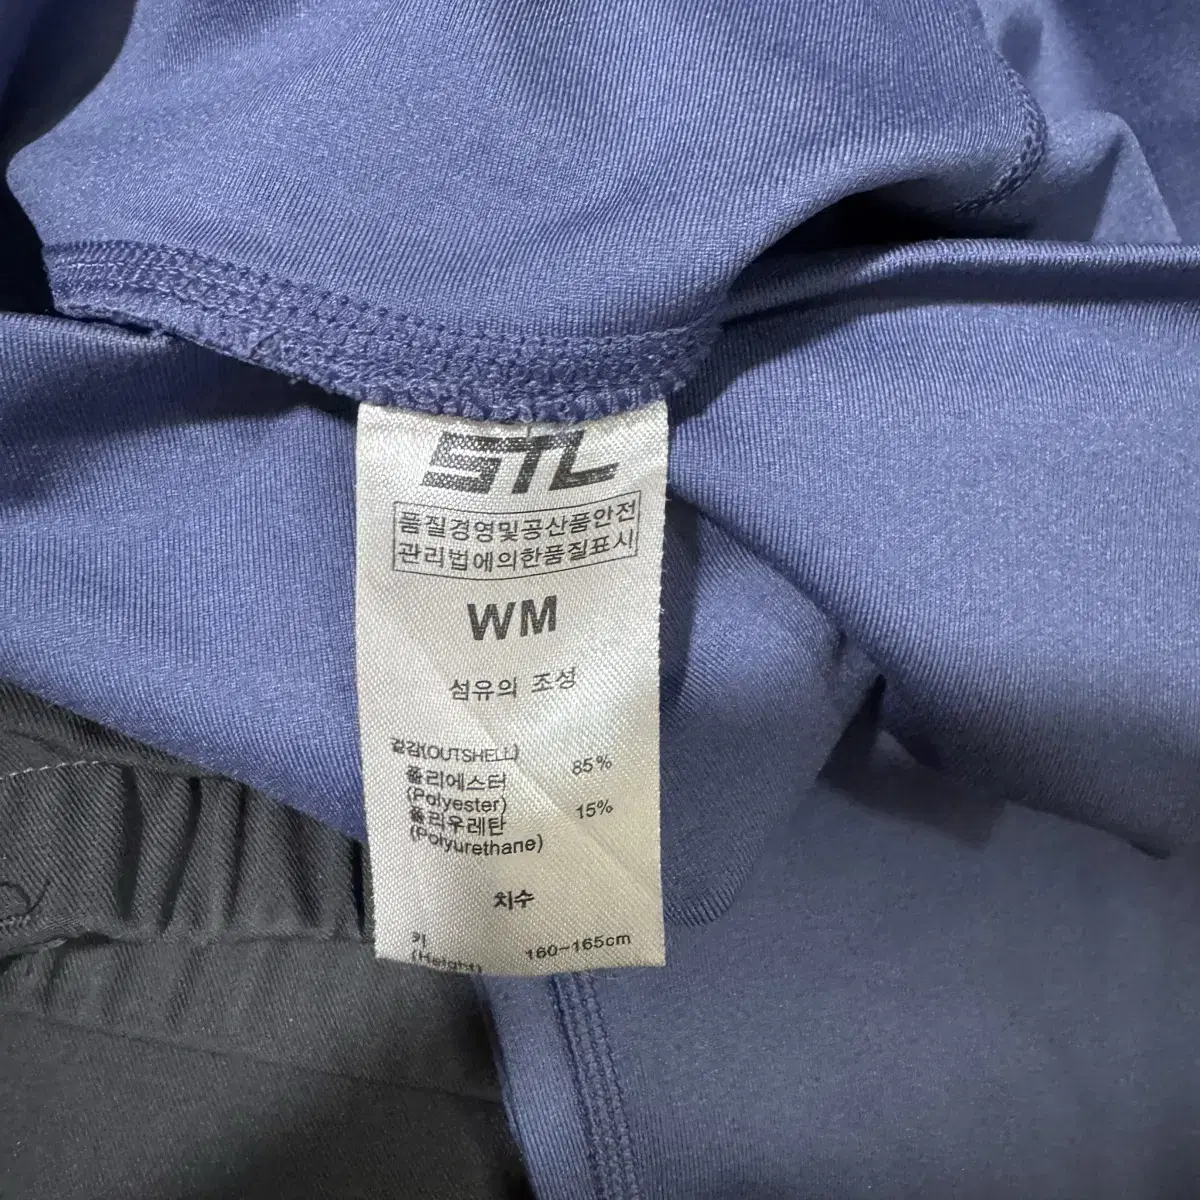 STL
품질경영및공산품안전
관리법에의한품질표시
WM
섬유의 조성
겉감(OUTSHELL)
폴리에스터 85%
(Polyester)
폴리우레탄 15%
(Polyurethane)
치수
키 160-165cm
(Height)